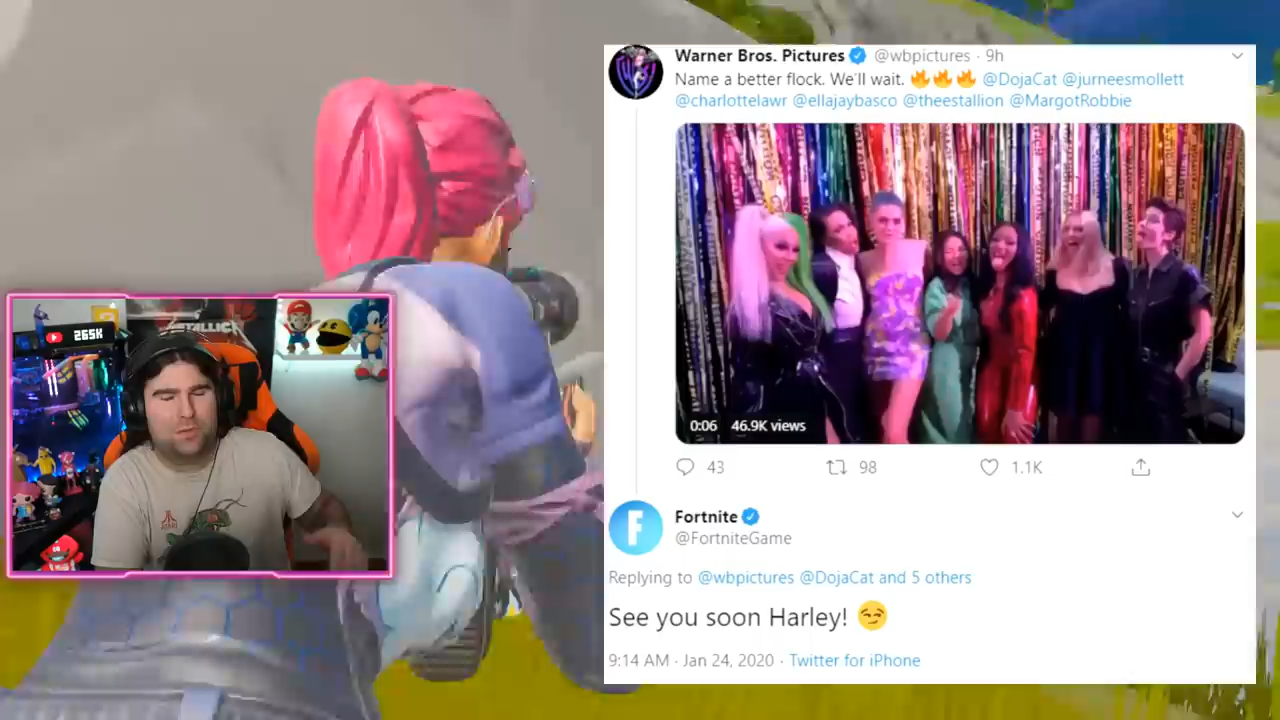 Warner Bros. Pictures @wbpictures · 9h
Name a better flock. We'll wait. 🔥🔥🔥 @DojaCat @jurneesmollett
@charlottelawr @ellajaybasco @theestallion @MargotRobbie
0:06 46.9K views
43 98 1.1K
Fortnite
@FortniteGame
Replying to @wbpictures @DojaCat and 5 others
See you soon Harley! 😏
9:14 AM · Jan 24, 2020 · Twitter for iPhone
265K
METALLICA
ATARI